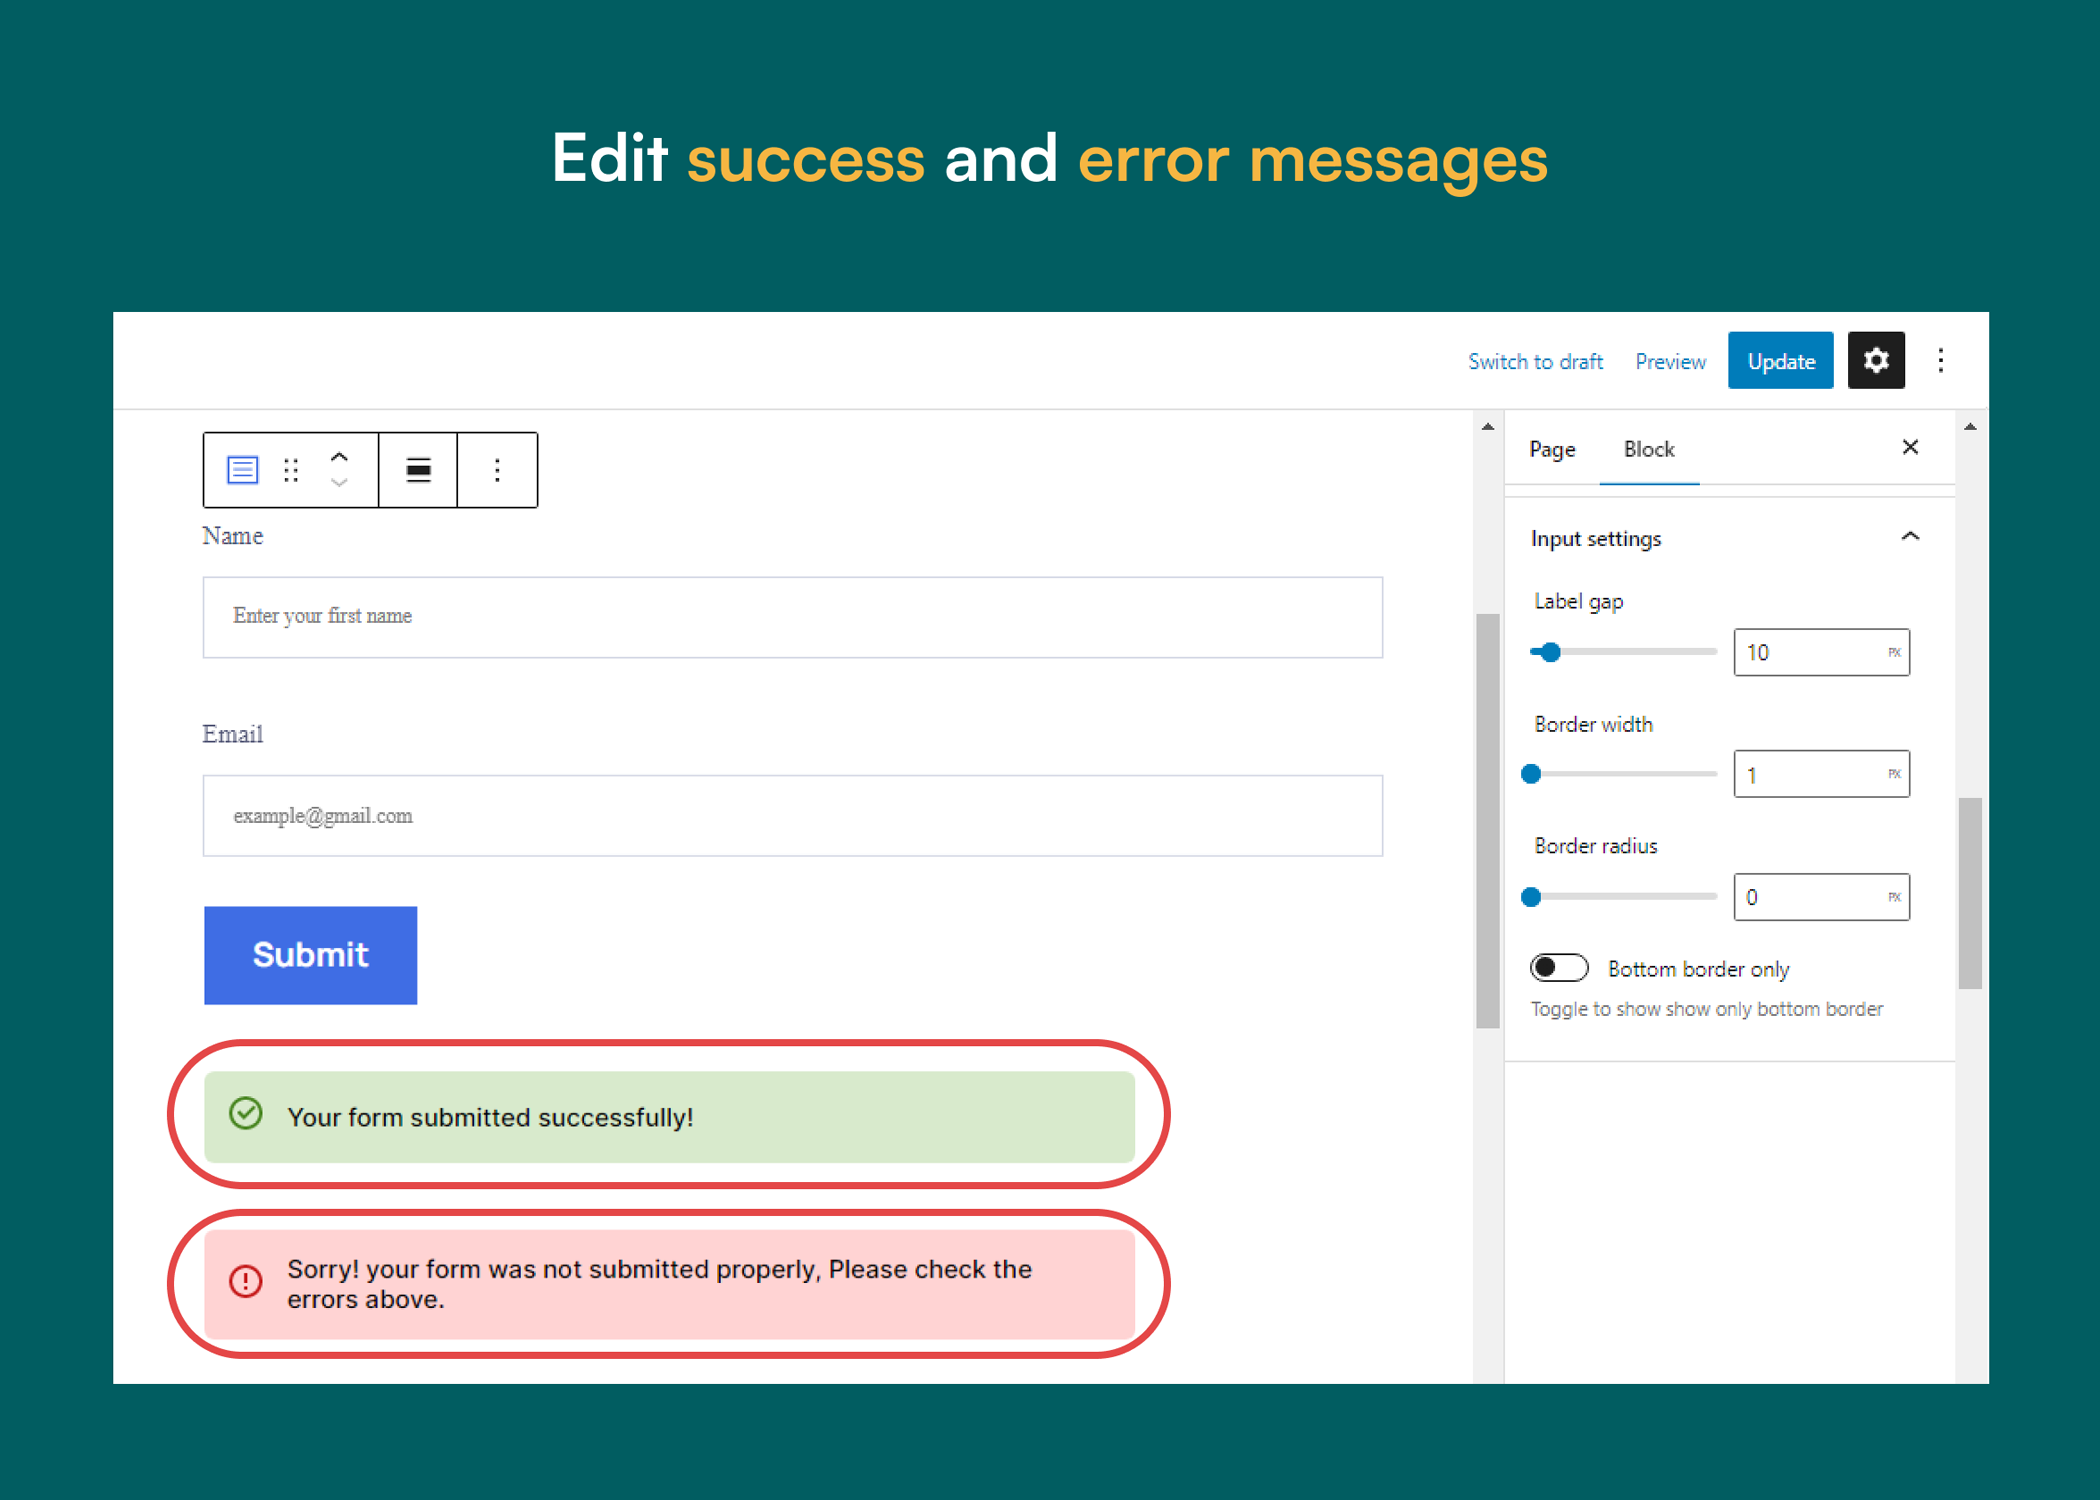 Edit success and error messages
Switch to draft
Preview
Update
Page
Block
Name
Enter your first name
Email
example@gmail.com
Submit
Your form submitted successfully!
Sorry! your form was not submitted properly, Please check the
errors above.
Input settings
Label gap
10 PX
Border width
1 PX
Border radius
0 PX
Bottom border only
Toggle to show show only bottom border